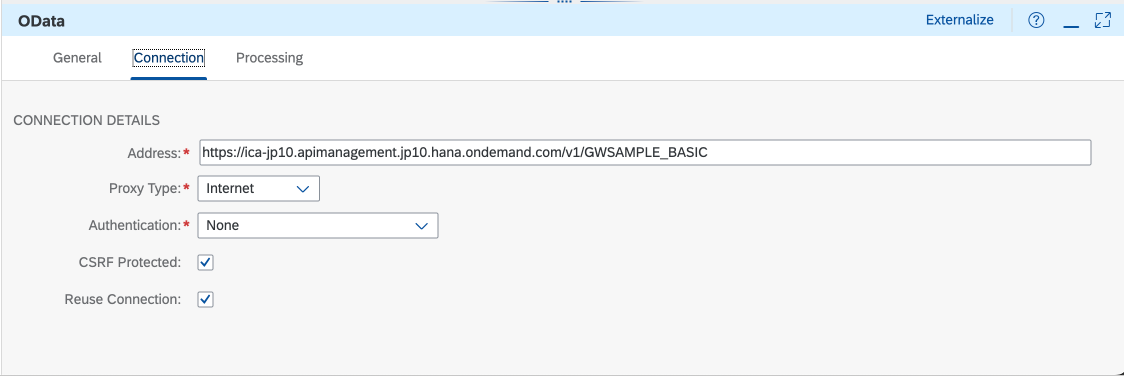 OData
Externalize
General Connection Processing
CONNECTION DETAILS
Address:* https://ica-jp10.apimanagement.jp10.hana.ondemand.com/v1/GWSAMPLE_BASIC
Proxy Type:* Internet
Authentication:* None
CSRF Protected:
Reuse Connection: